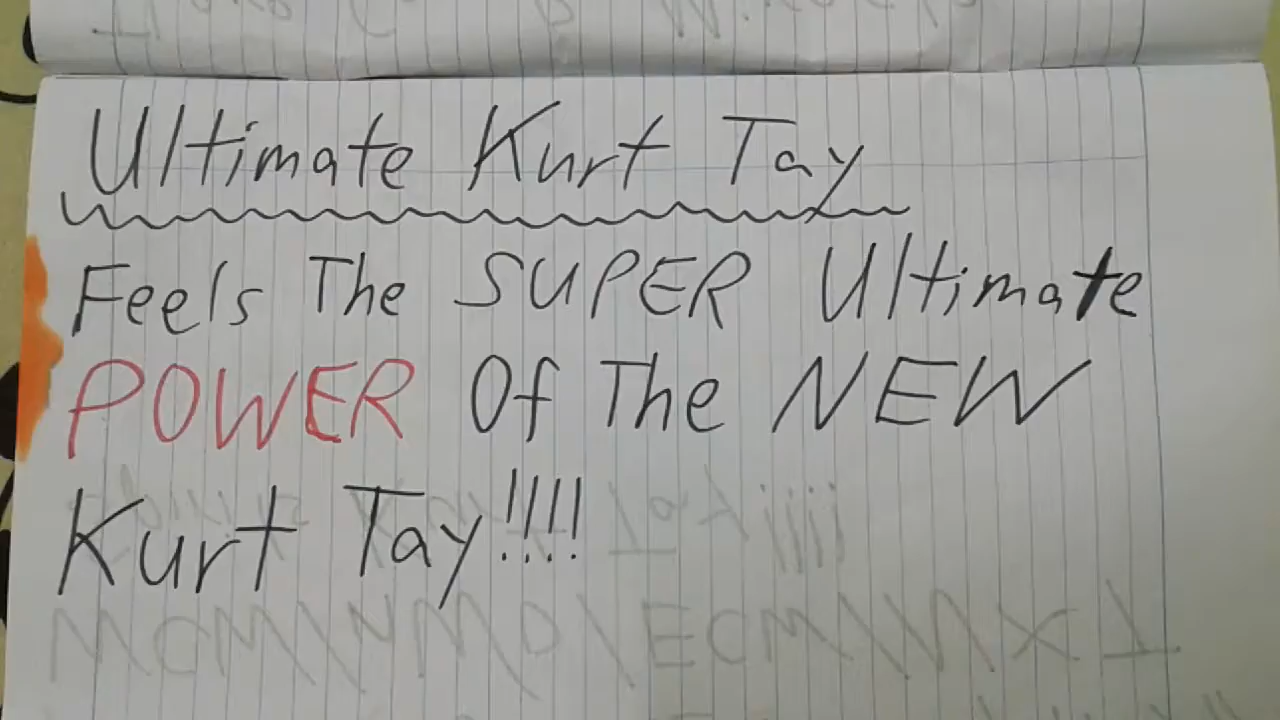 Ultimate Kurt Tay
Feels The SUPER Ultimate
POWER Of The NEW
Kurt Tay!!!!